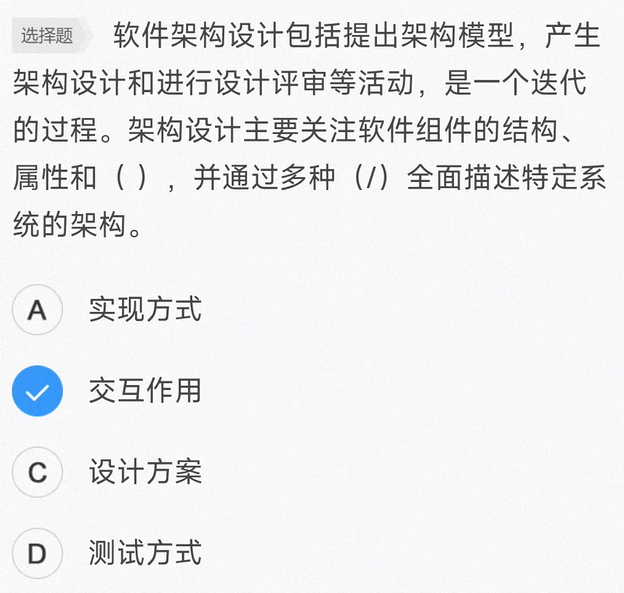 选择题 软件架构设计包括提出架构模型，产生
架构设计和进行设计评审等活动，是一个迭代
的过程。架构设计主要关注软件组件的结构、
属性和（ ），并通过多种（/）全面描述特定系
统的架构。
A 实现方式
交互作用
C 设计方案
D 测试方式